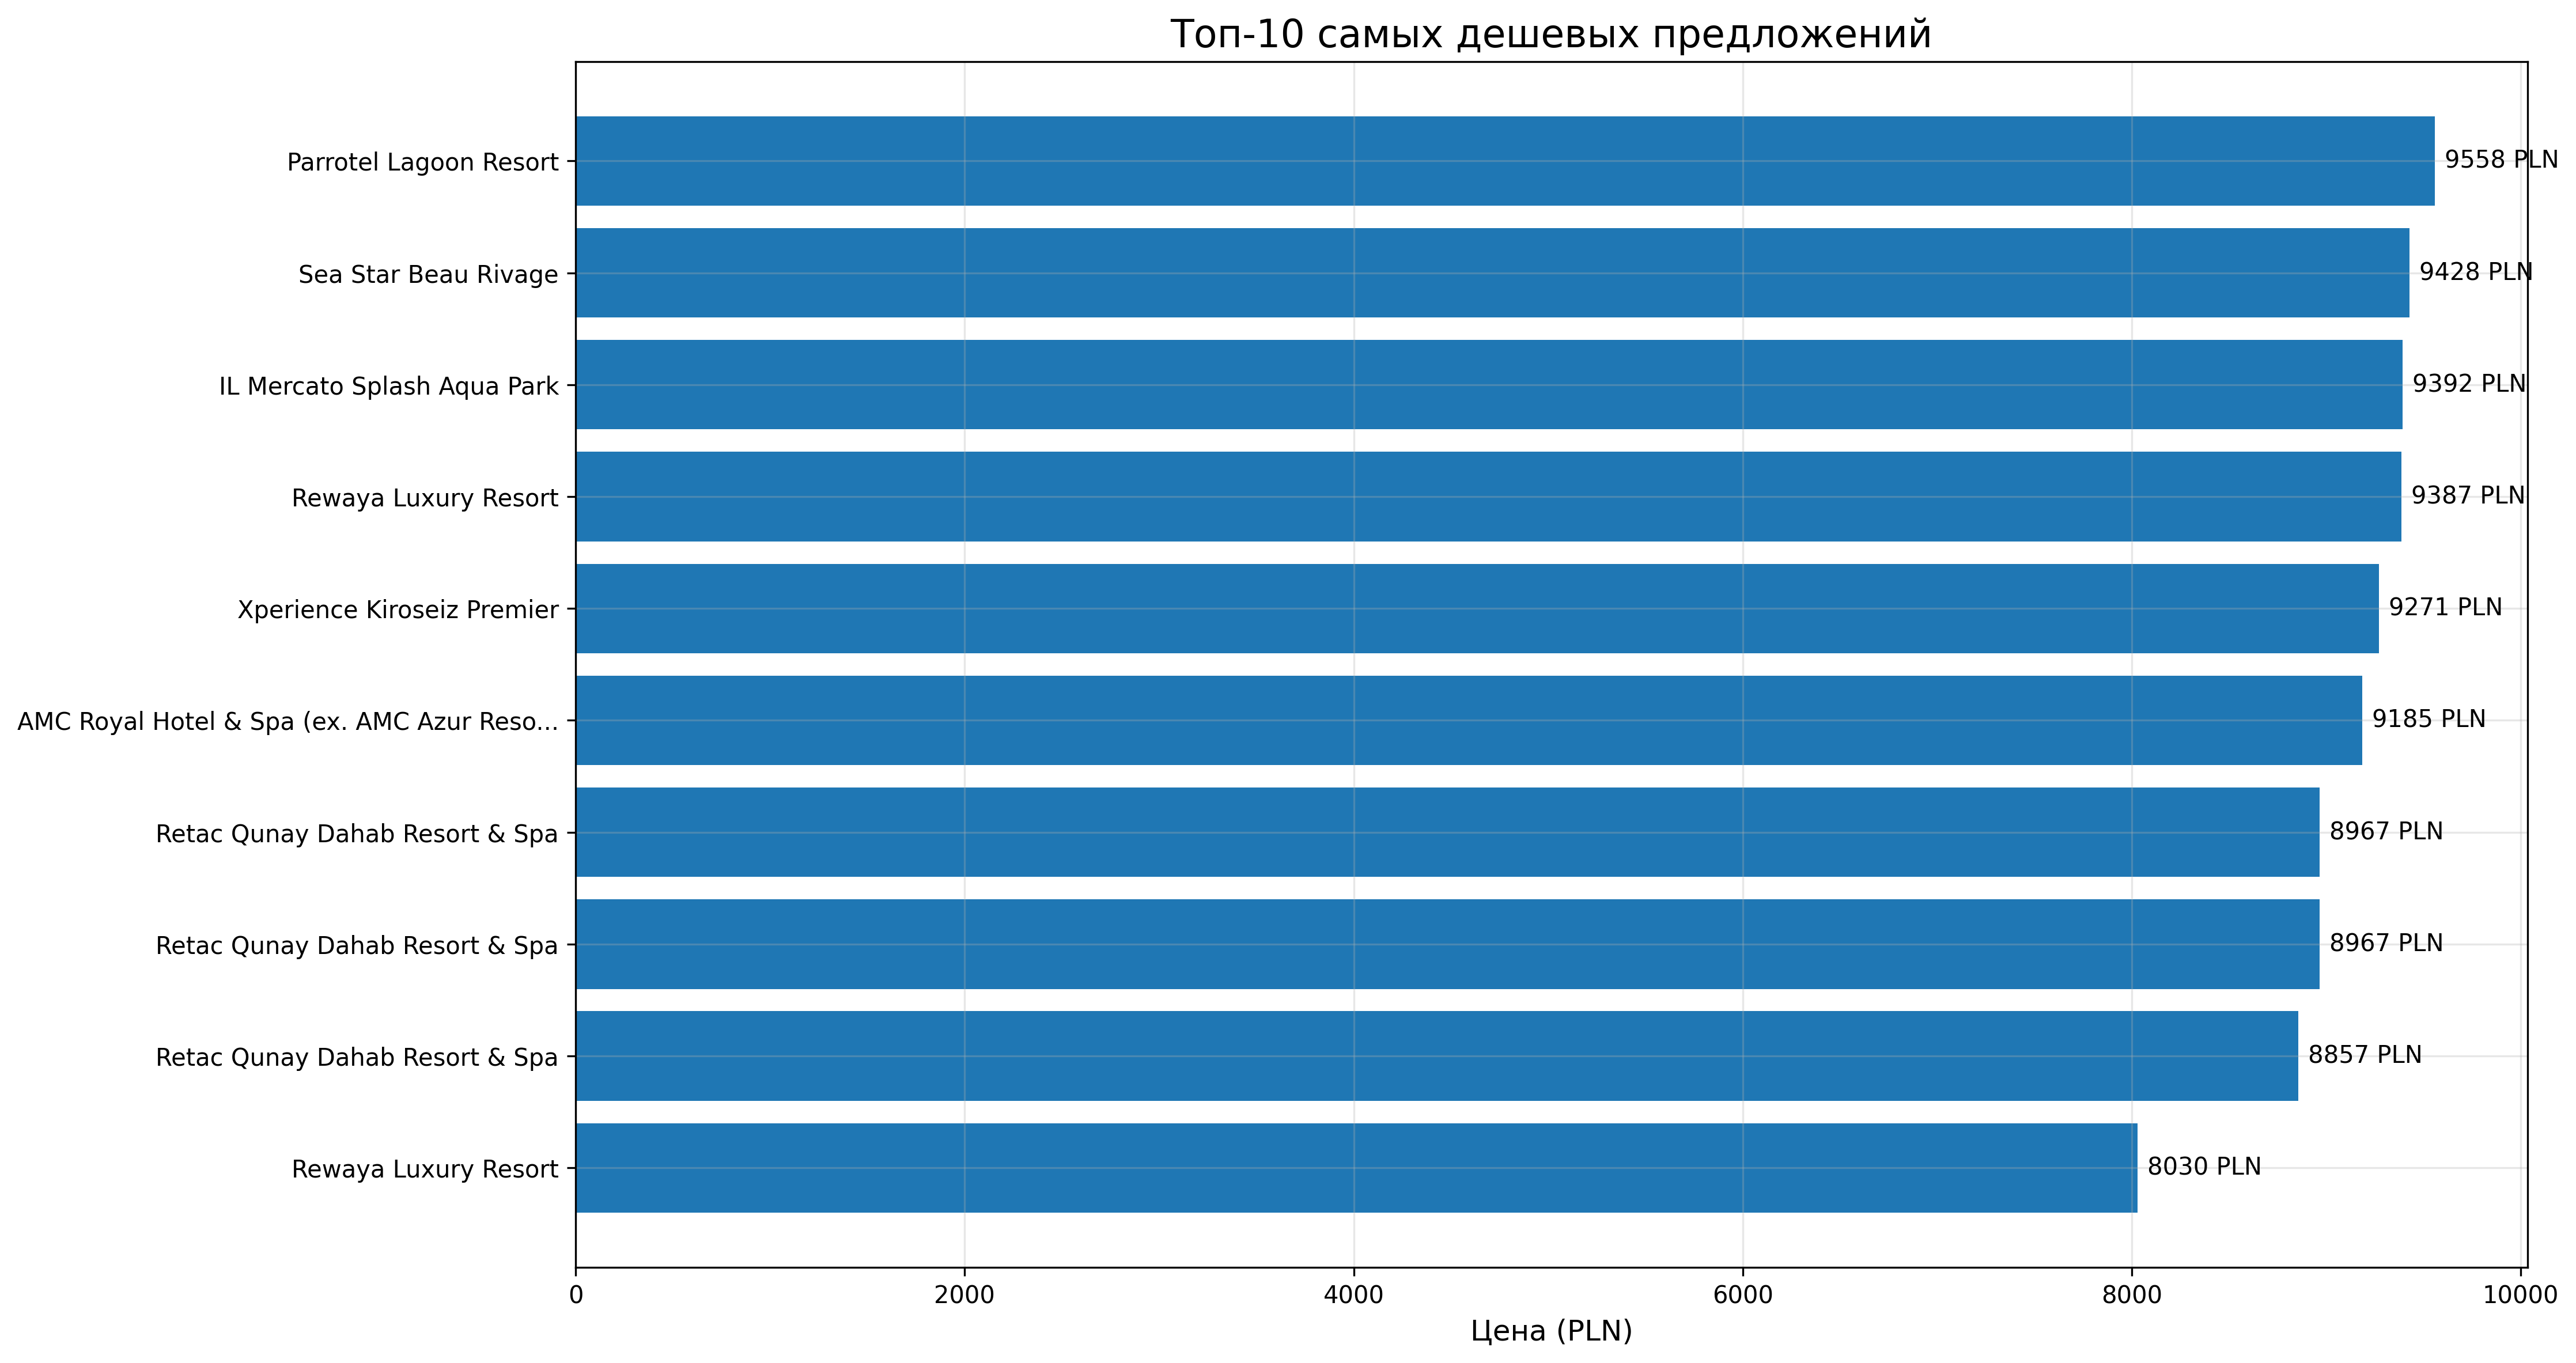 Топ-10 самых дешевых предложений
Parrotel Lagoon Resort
9558 PLN
Sea Star Beau Rivage
9428 PLN
IL Mercato Splash Aqua Park
9392 PLN
Rewaya Luxury Resort
9387 PLN
Xperience Kiroseiz Premier
9271 PLN
AMC Royal Hotel & Spa (ex. AMC Azur Reso...
9185 PLN
Retac Qunay Dahab Resort & Spa
8967 PLN
Retac Qunay Dahab Resort & Spa
8967 PLN
Retac Qunay Dahab Resort & Spa
8857 PLN
Rewaya Luxury Resort
8030 PLN
0 2000 4000 6000 8000 10000
Цена (PLN)